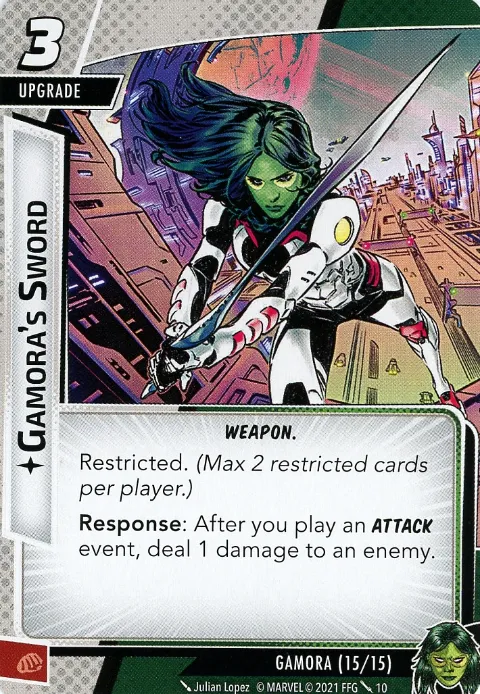 3
UPGRADE
GAMORA'S SWORD
WEAPON.
Restricted. (Max 2 restricted cards
per player.)
Response: After you play an ATTACK
event, deal 1 damage to an enemy.
GAMORA (15/15)
Julian Lopez © MARVEL © 2021 FFG 10